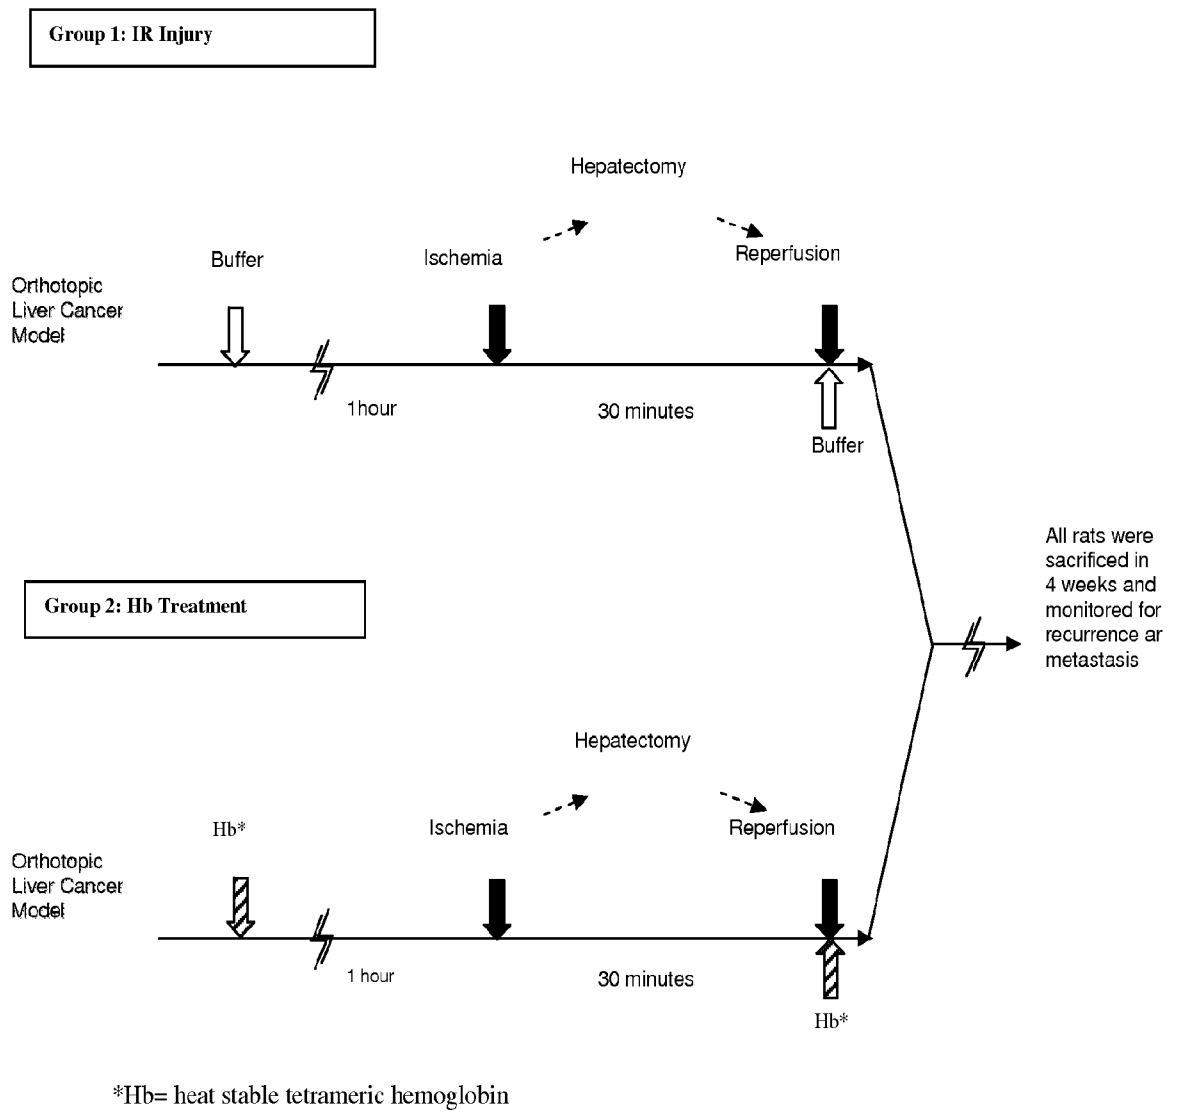 Group 1: IR Injury
Hepatectomy
Buffer
Ischemia
Reperfusion
Orthotopic
Liver Cancer
Model
1hour
30 minutes
Buffer
All rats were
sacrificed in
4 weeks and
monitored for
recurrence ar
metastasis
Group 2: Hb Treatment
Hepatectomy
Hb*
Ischemia
Reperfusion
Orthotopic
Liver Cancer
Model
1 hour
30 minutes
Hb*
*Hb= heat stable tetrameric hemoglobin